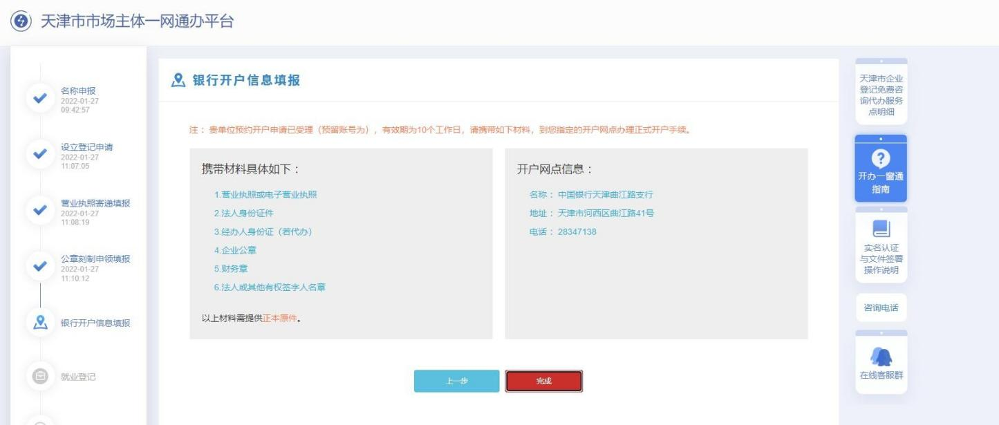 天津市市场主体一网通办平台
名称申报
2022-01-27
09:42:57
设立登记申请
2022-01-27
11:07:05
营业执照寄递填报
2022-01-27
11:08:19
公章刻制申领填报
2022-01-27
11:10:12
银行开户信息填报
就业登记
银行开户信息填报
注： 贵单位预约开户申请已受理（预留账号为），有效期为10个工作日，请携带如下材料，到您指定的开户网点办理正式开户手续。
携带材料具体如下：
1.营业执照或电子营业执照
2.法人身份证件
3.经办人身份证（若代办）
4.企业公章
5.财务章
6.法人或其他有权签字人名章
以上材料需提供正本原件。
开户网点信息：
名称： 中国银行天津曲江路支行
地址： 天津市河西区曲江路41号
电话： 28347138
上一步
完成
天津市企业
登记免费咨
询代办服务
点明细
开办一窗通
指南
实名认证
与文件签署
操作说明
咨询电话
在线客服群